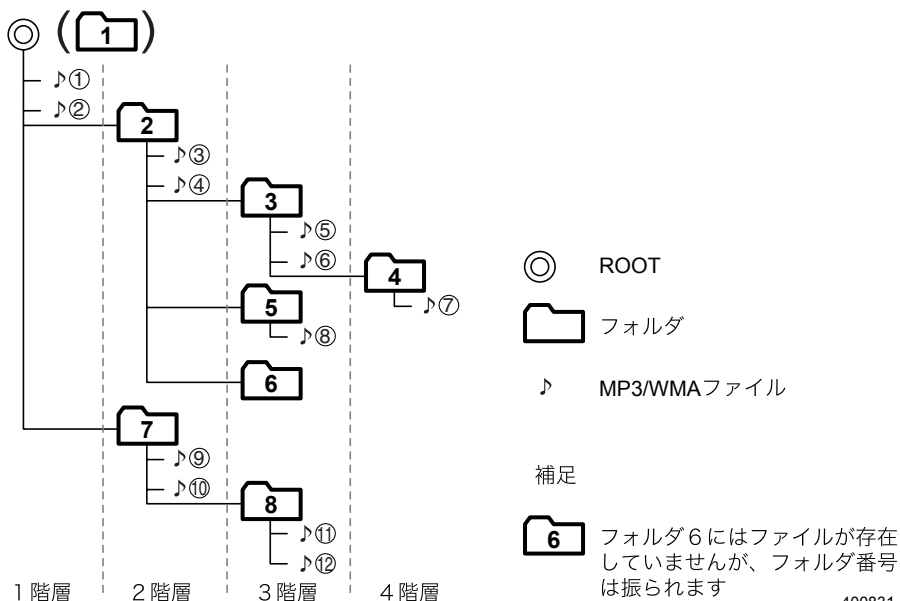 (1)
♪①
♪②
2
♪③
♪④
3
♪⑤
♪⑥
4
♪⑦
5
♪⑧
6
7
♪⑨
♪⑩
8
♪⑪
♪⑫
1階層 2階層 3階層 4階層
ROOT
フォルダ
♪ MP3/WMAファイル
補足
6 フォルダ6にはファイルが存在
していませんが、フォルダ番号
は振られます